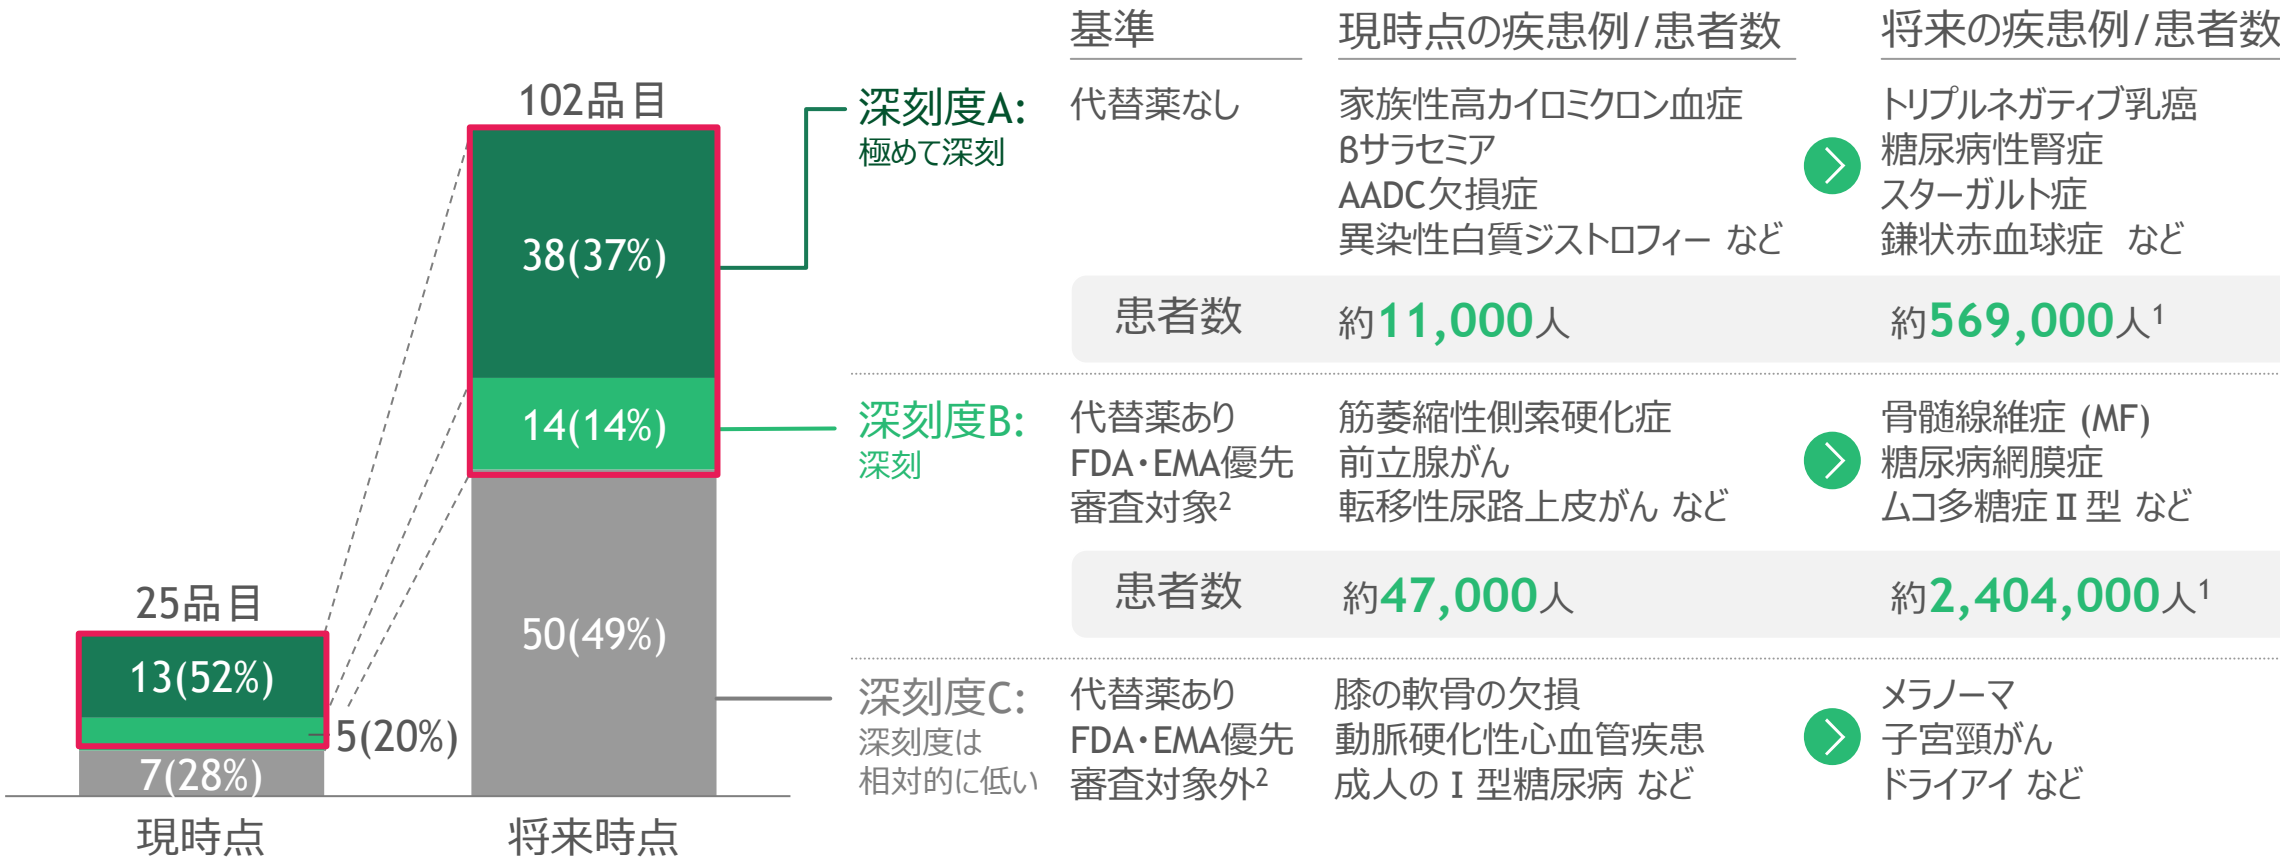 102品目
38(37%)
14(14%)
50(49%)
25品目
13(52%)
5(20%)
7(28%)
現時点
将来時点
基準
現時点の疾患例/患者数
将来の疾患例/患者数
深刻度A:
極めて深刻
代替薬なし
家族性高カイロミクロン血症
βサラセミア
AADC欠損症
異染性白質ジストロフィー など
トリプルネガティブ乳癌
糖尿病性腎症
スターガルト症
鎌状赤血球症 など
患者数
約11,000人
約569,000人1
深刻度B:
深刻
代替薬あり
FDA・EMA優先
審査対象2
筋萎縮性側索硬化症
前立腺がん
転移性尿路上皮がん など
骨髄線維症 (MF)
糖尿病網膜症
ムコ多糖症Ⅱ型 など
患者数
約47,000人
約2,404,000人1
深刻度C:
深刻度は
相対的に低い
代替薬あり
FDA・EMA優先
審査対象外2
膝の軟骨の欠損
動脈硬化性心血管疾患
成人のⅠ型糖尿病 など
メラノーマ
子宮頸がん
ドライアイ など